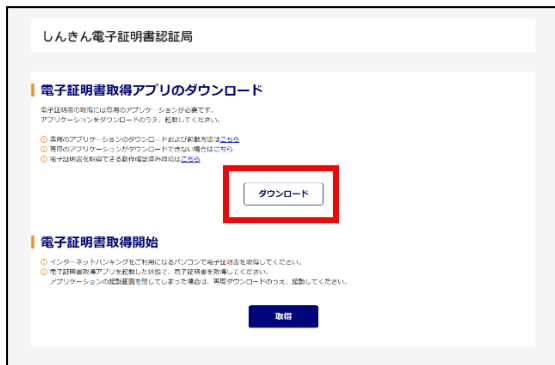 しんきん電子証明書認証局
電子証明書取得アプリのダウンロード
電子証明書の取得には専用のアプリケーションが必要です。
アプリケーションをダウンロードのうえ、起動してください。
専用のアプリケーションのダウンロードおよび起動方法はこちら
専用のアプリケーションがダウンロードできない場合はこちら
電子証明書を取得できる動作確認済み環境はこちら
ダウンロード
電子証明書取得開始
インターネットバンキングをご利用になるパソコンで電子証明書を取得してください。
電子証明書取得アプリを起動した状態で、電子証明書を取得してください。
アプリケーションの起動画面を閉じてしまった場合は、再度ダウンロードのうえ、起動してください。
取得